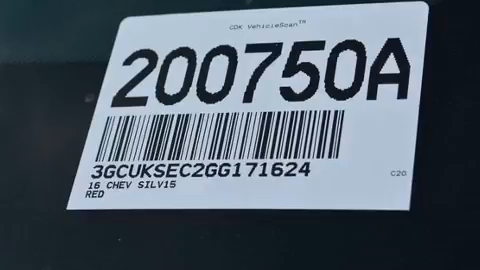 CDK VehicleScan™
200750A
3GCUKSEC2GG171624
16 CHEV SILV15
C20
RED